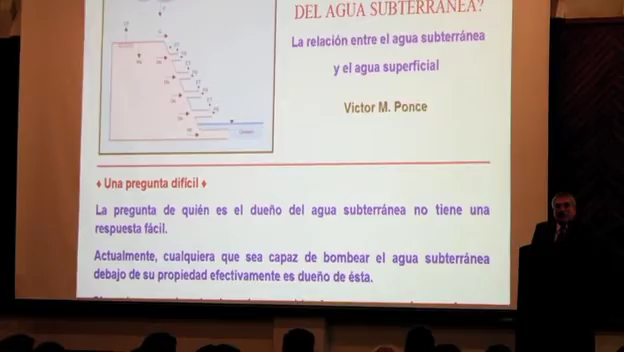 DEL AGUA SUBTERRÁNEA?
La relación entre el agua subterránea
y el agua superficial
Victor M. Ponce
♦ Una pregunta difícil ♦
La pregunta de quién es el dueño del agua subterránea no tiene una
respuesta fácil.
Actualmente, cualquiera que sea capaz de bombear el agua subterránea
debajo de su propiedad efectivamente es dueño de ésta.